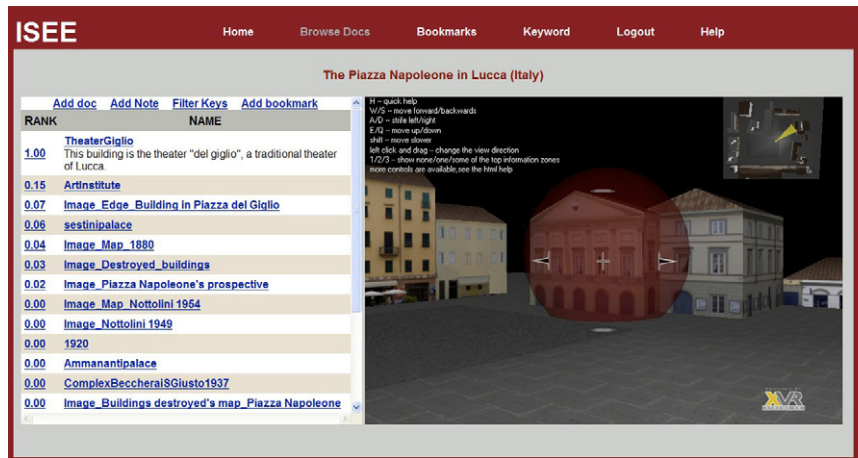 ISEE
Home Browse Docs Bookmarks Keyword Logout Help
The Piazza Napoleone in Lucca (Italy)
Add doc Add Note Filter Keys Add bookmark
RANK NAME
1.00 TheaterGiglio
This building is the theater "del giglio", a traditional theater
of Lucca.
0.15 ArtInstitute
0.07 Image_Edge_Building in Piazza del Giglio
0.06 sestinipalace
0.04 Image_Map_1880
0.03 Image_Destroyed_buildings
0.02 Image_Piazza Napoleone's prospective
0.00 Image_Map_Nottolini 1954
0.00 Image_Nottolini 1949
0.00 1920
0.00 Ammanantipalace
0.00 ComplexBeccheraiSGiusto1937
0.00 Image_Buildings destroyed's map_Piazza Napoleone
H -- quick help
W/S -- move forward/backwards
A/D -- strife left/right
E/Q -- move up/down
shift -- move slower
left click and drag -- change the view direction
1/2/3 -- show none/one/some of the top information zones
more controls are available,see the html help
XVR